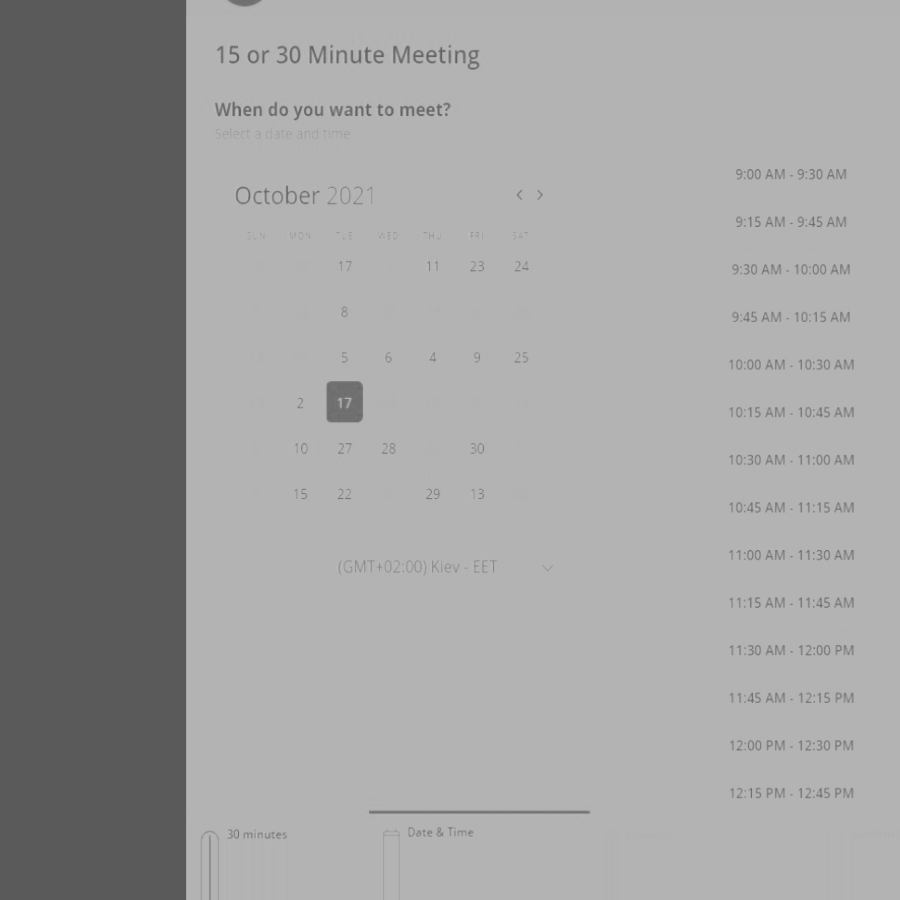 15 or 30 Minute Meeting
When do you want to meet?
Select a date and time
October 2021
SUN MON TUE WED THU FRI SAT
17 11 23 24
8
5 6 4 9 25
2 17
10 27 28 30
15 22 29 13
(GMT+02:00) Kiev - EET
9:00 AM - 9:30 AM
9:15 AM - 9:45 AM
9:30 AM - 10:00 AM
9:45 AM - 10:15 AM
10:00 AM - 10:30 AM
10:15 AM - 10:45 AM
10:30 AM - 11:00 AM
10:45 AM - 11:15 AM
11:00 AM - 11:30 AM
11:15 AM - 11:45 AM
11:30 AM - 12:00 PM
11:45 AM - 12:15 PM
12:00 PM - 12:30 PM
12:15 PM - 12:45 PM
30 minutes
Date & Time